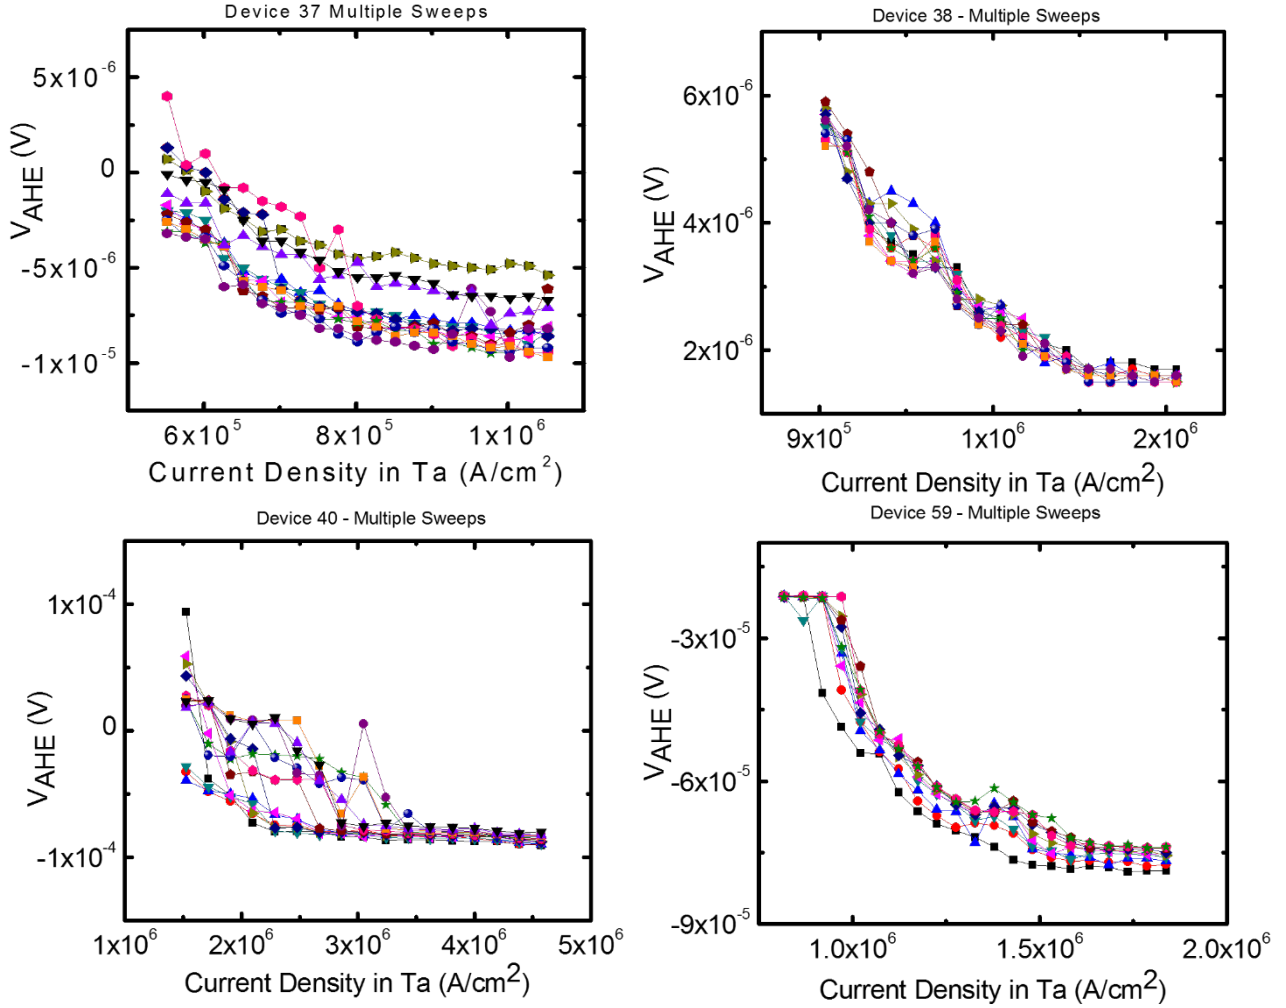 Device 37 Multiple Sweeps
5x10⁻⁶
0
-5x10⁻⁶
-1x10⁻⁵
V_AHE (V)
6x10⁵ 8x10⁵ 1x10⁶
Current Density in Ta (A/cm²)
Device 38 - Multiple Sweeps
6x10⁻⁶
4x10⁻⁶
2x10⁻⁶
V_AHE (V)
9x10⁵ 1x10⁶ 2x10⁶
Current Density in Ta (A/cm²)
Device 40 - Multiple Sweeps
1x10⁻⁴
0
-1x10⁻⁴
V_AHE (V)
1x10⁶ 2x10⁶ 3x10⁶ 4x10⁶ 5x10⁶
Current Density in Ta (A/cm²)
Device 59 - Multiple Sweeps
-3x10⁻⁵
-6x10⁻⁵
-9x10⁻⁵
V_AHE (V)
1.0x10⁶ 1.5x10⁶ 2.0x10⁶
Current Density in Ta (A/cm²)